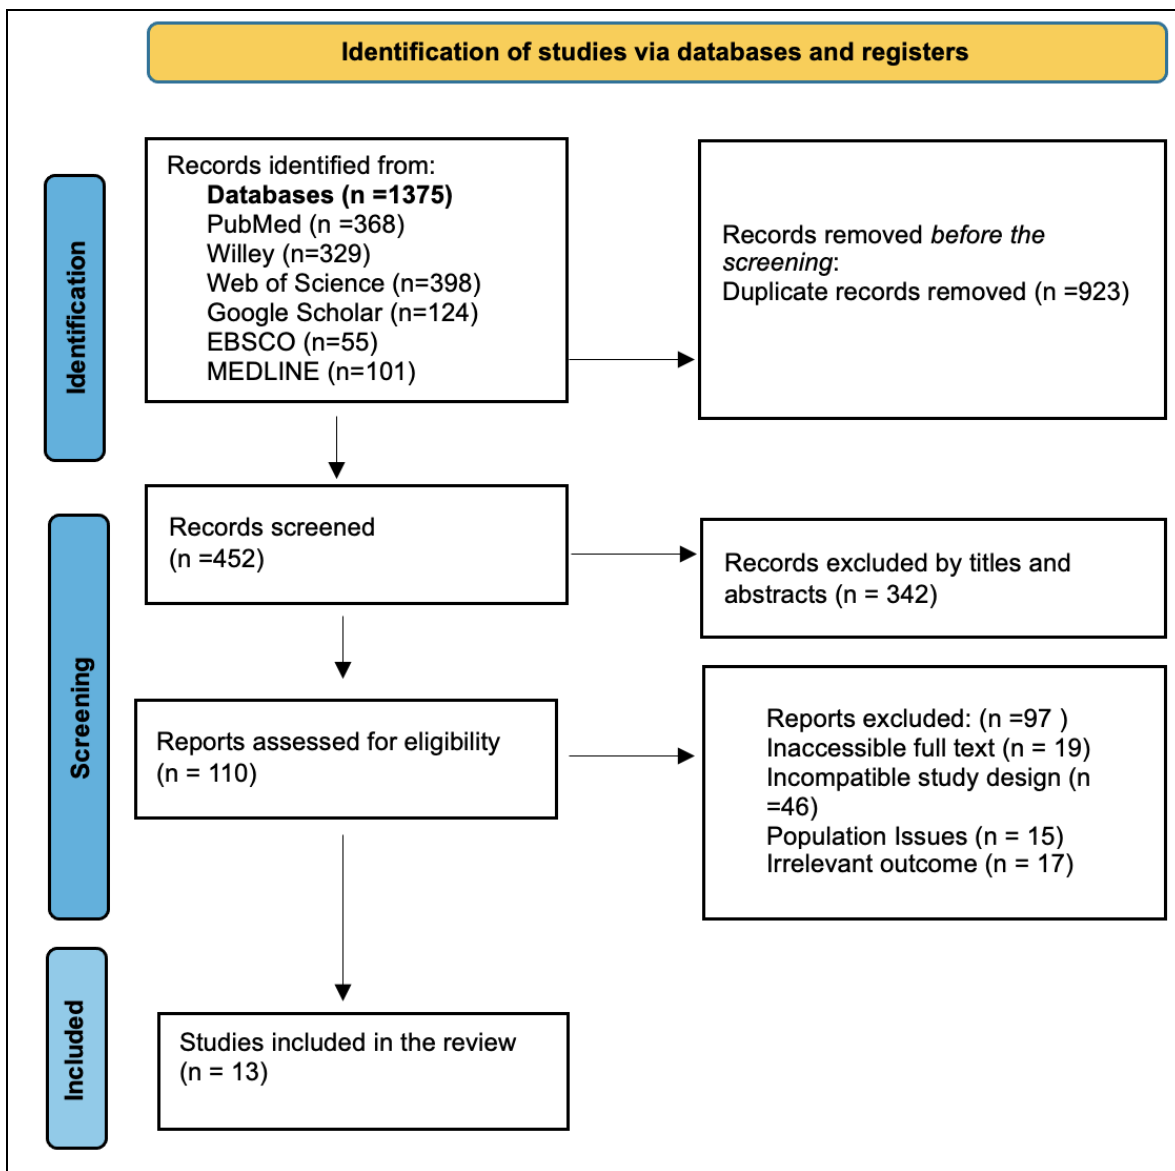 Identification of studies via databases and registers
Identification
Records identified from:
Databases (n =1375)
PubMed (n =368)
Willey (n=329)
Web of Science (n=398)
Google Scholar (n=124)
EBSCO (n=55)
MEDLINE (n=101)
Records removed before the
screening:
Duplicate records removed (n =923)
Screening
Records screened
(n =452)
Records excluded by titles and
abstracts (n = 342)
Reports assessed for eligibility
(n = 110)
Reports excluded: (n =97 )
Inaccessible full text (n = 19)
Incompatible study design (n
=46)
Population Issues (n = 15)
Irrelevant outcome (n = 17)
Included
Studies included in the review
(n = 13)